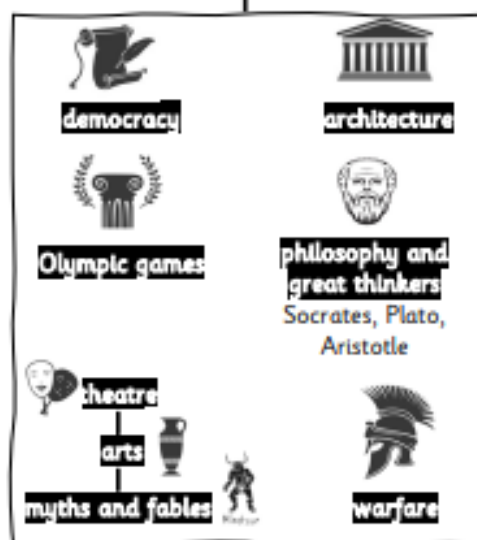 democracy
architecture
Olympic games
philosophy and
great thinkers
Socrates, Plato,
Aristotle
theatre
arts
myths and fables
warfare